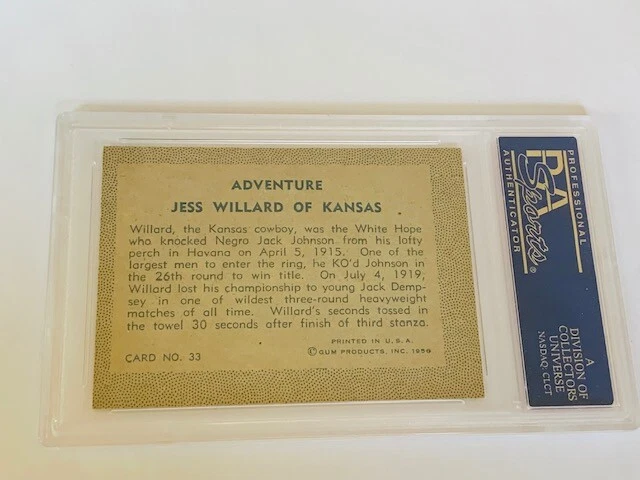 ADVENTURE
JESS WILLARD OF KANSAS .
Willard, the Kansas cowboy, was the White Hope
who knocked Negro Jack Johnson from his lofty
perch in Havana on April 5, 1915. One of the
largest men to enter the ring, he KO'd Johnson in
the 26th round to win title. On July 4, 1919,
Willard lost his championship to young Jack Demp-
sey in one of wildest three-round heavyweight
matches of all time. Willard's seconds tossed in
the towel 30 seconds after finish of third stanza.
PRINTED IN U.S.A.
CARD NO. 33
© GUM PRODUCTS, INC. 1956
PROFESSIONAL
PSA
Sports®
AUTHENTICATOR
A
DIVISION OF
COLLECTORS
UNIVERSE
NASDAQ: CLCT